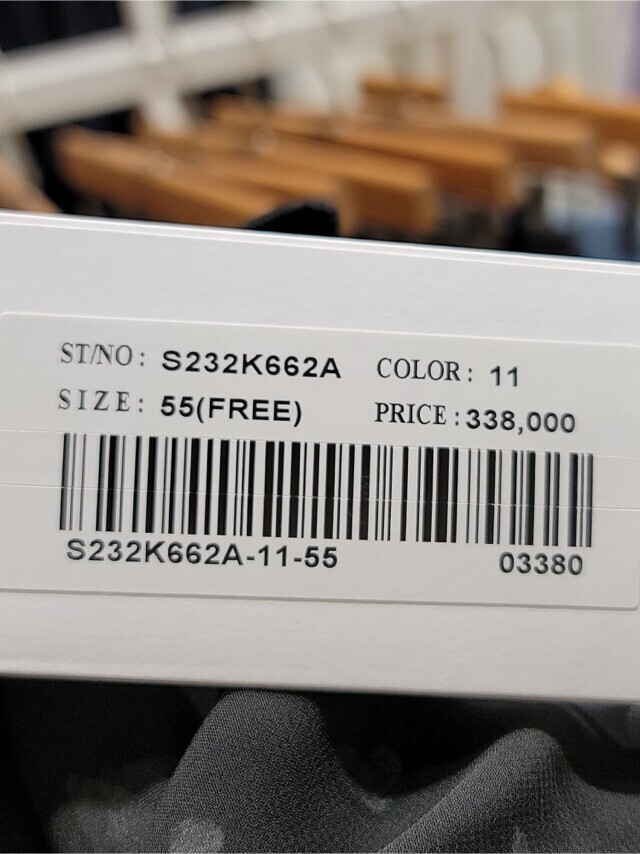 ST/NO: S232K662A COLOR: 11
SIZE: 55(FREE) PRICE:338,000
S232K662A-11-55 03380